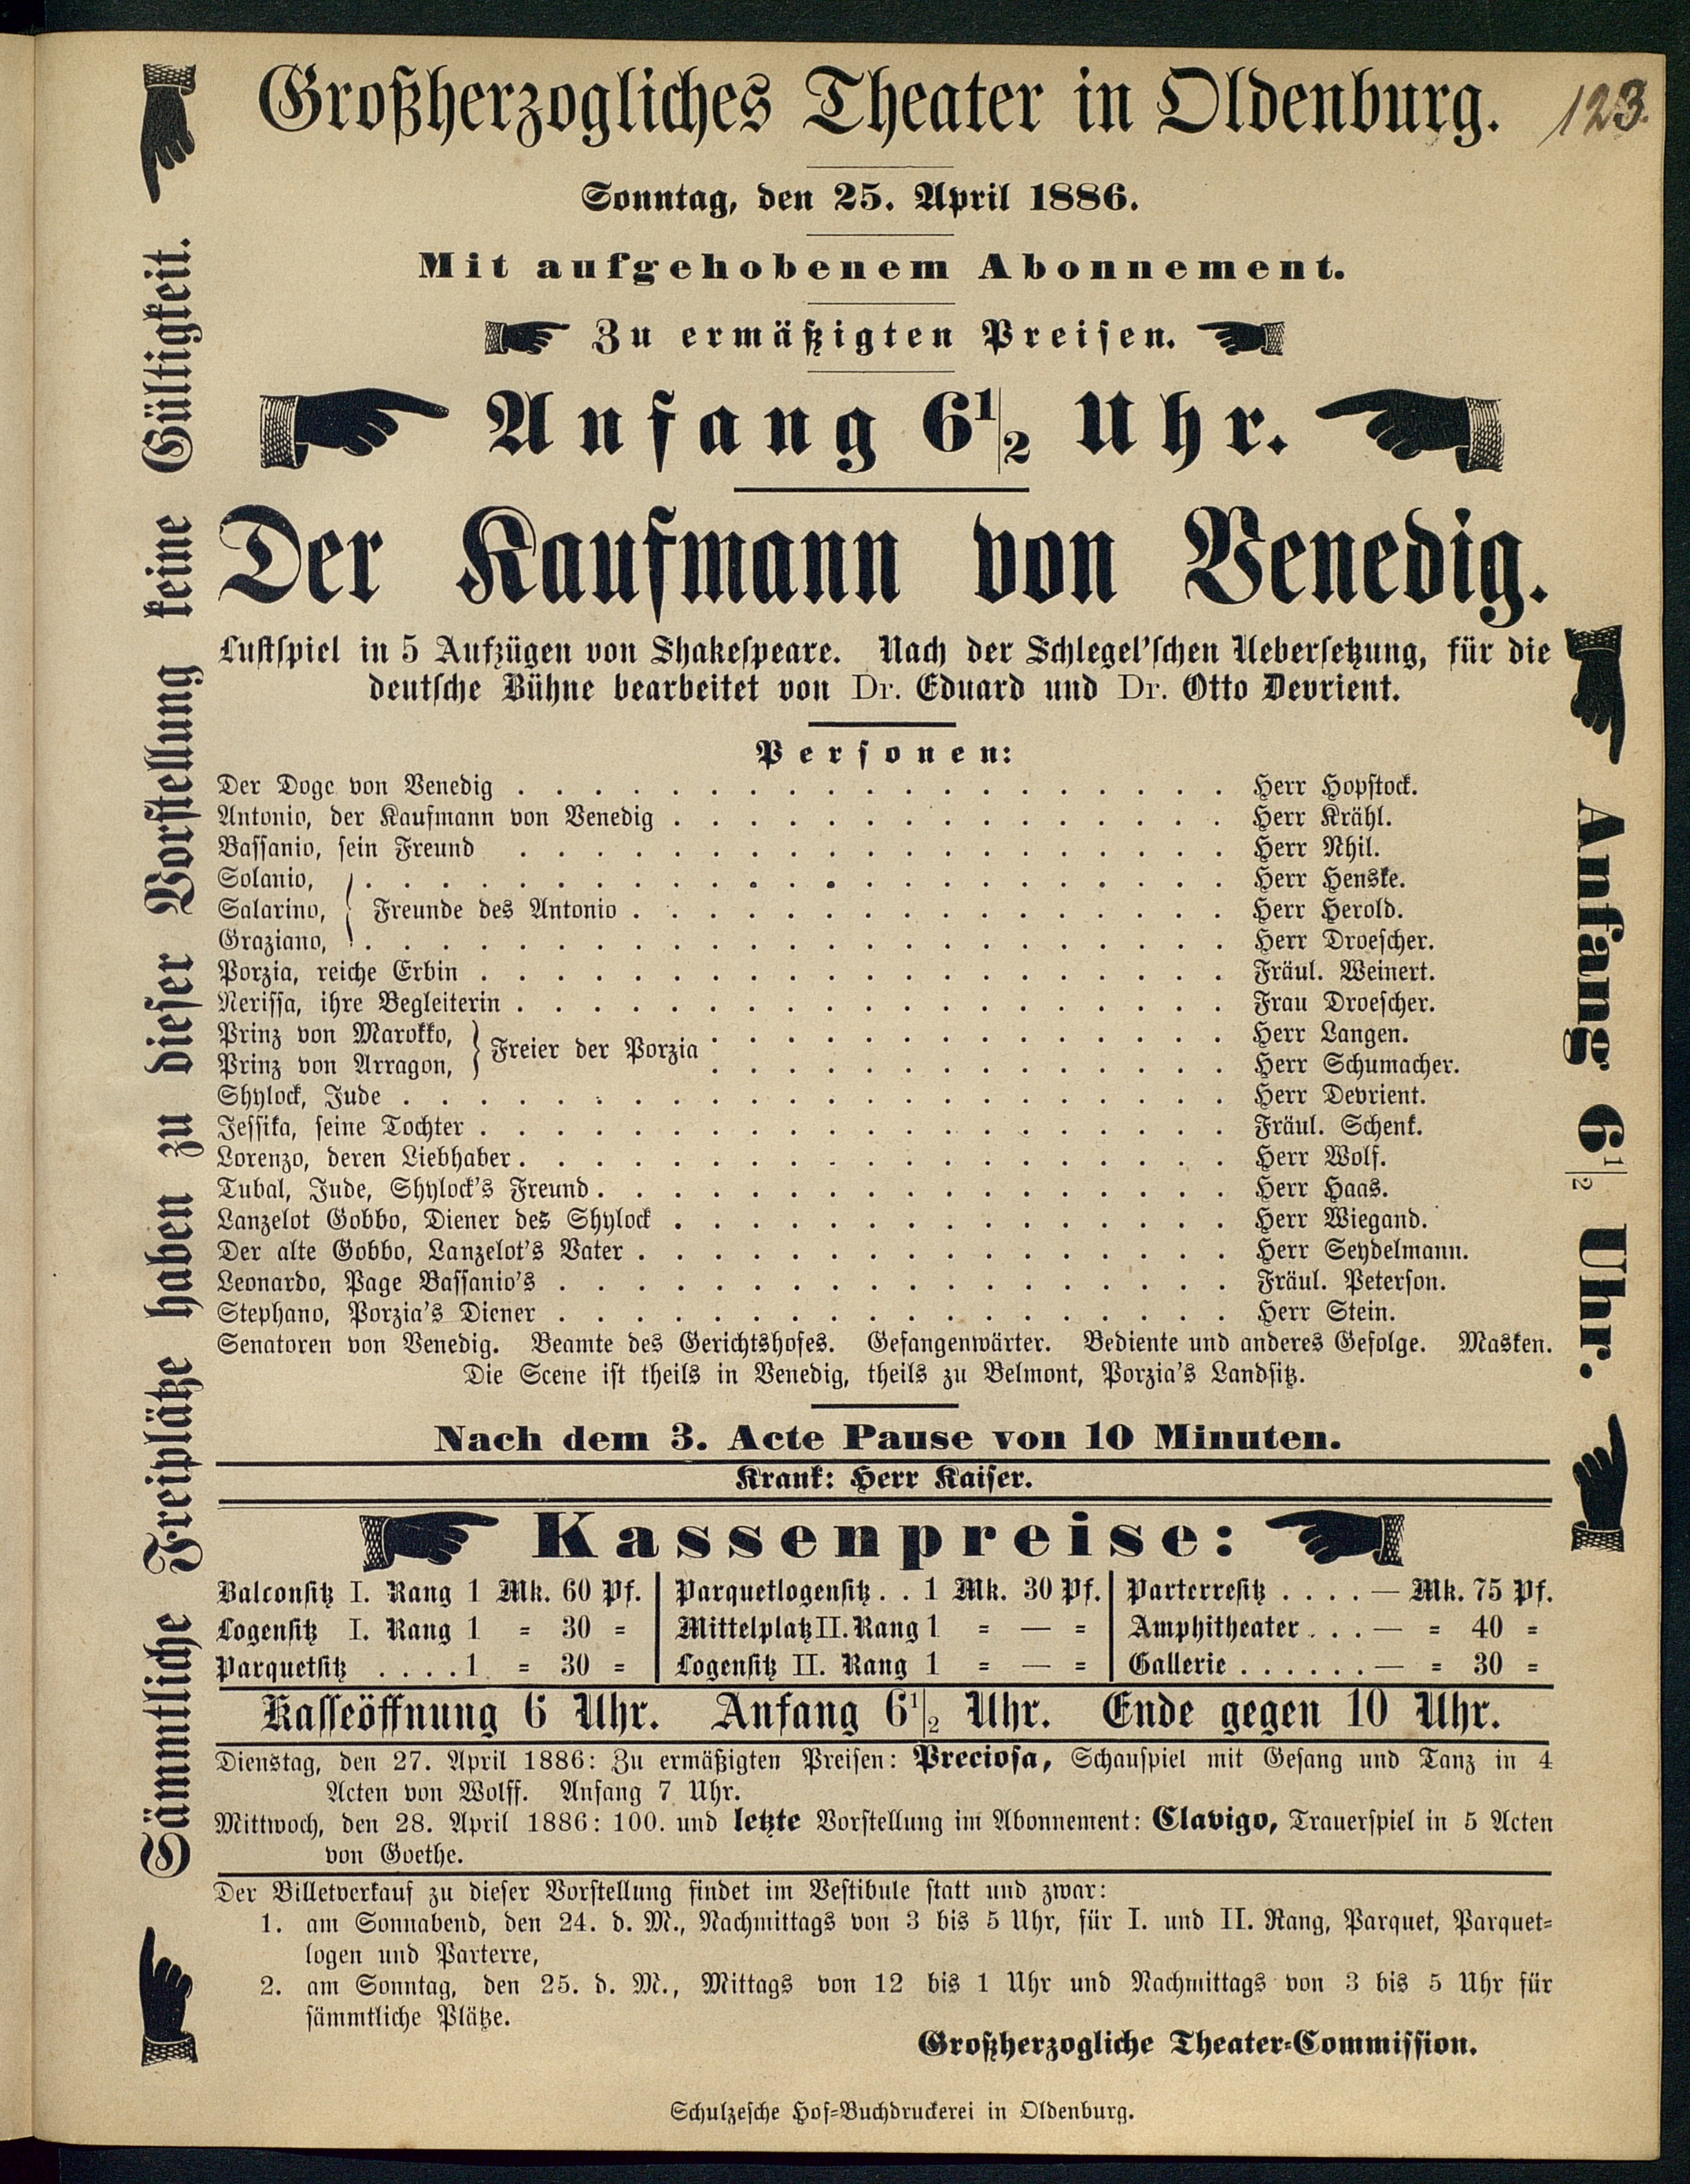 Großherzogliches Theater in Oldenburg.
123.
Sonntag, den 25. April 1886.
Mit aufgehobenem Abonnement.
Zu ermäßigten Preisen.
Anfang 6 1/2 Uhr.
Der Kaufmann von Venedig.
Lustspiel in 5 Aufzügen von Shakespeare. Nach der Schlegel'schen Uebersetzung, für die
deutsche Bühne bearbeitet von Dr. Eduard und Dr. Otto Devrient.
Personen:
Der Doge von Venedig . . . . . Herr Hopstock.
Antonio, der Kaufmann von Venedig . . . . . Herr Krähl.
Bassanio, sein Freund . . . . . Herr Nhil.
Solanio, . . . . . Herr Henske.
Salarino, } Freunde des Antonio . . . . . Herr Herold.
Graziano, . . . . . Herr Droescher.
Porzia, reiche Erbin . . . . . Fräul. Weinert.
Nerissa, ihre Begleiterin . . . . . Frau Droescher.
Prinz von Marokko, } Freier der Porzia . . . . . Herr Langen.
Prinz von Arragon, . . . . . Herr Schumacher.
Shylock, Jude . . . . . Herr Devrient.
Jessika, seine Tochter . . . . . Fräul. Schenk.
Lorenzo, deren Liebhaber . . . . . Herr Wolf.
Tubal, Jude, Shylock's Freund . . . . . Herr Haas.
Lanzelot Gobbo, Diener des Shylock . . . . . Herr Wiegand.
Der alte Gobbo, Lanzelot's Vater . . . . . Herr Seydelmann.
Leonardo, Page Bassanio's . . . . . Fräul. Peterson.
Stephano, Porzia's Diener . . . . . Herr Stein.
Senatoren von Venedig. Beamte des Gerichtshofes. Gefangenwärter. Bediente und anderes Gefolge. Masken.
Die Scene ist theils in Venedig, theils zu Belmont, Porzia's Landsitz.
Nach dem 3. Acte Pause von 10 Minuten.
Krank: Herr Kaiser.
Kassenpreise:
Balconsitz I. Rang 1 Mk. 60 Pf. | Parquetlogensitz . . 1 Mk. 30 Pf. | Parterresitz . . . . — Mk. 75 Pf.
Logensitz I. Rang 1 = 30 = | Mittelplatz II. Rang 1 = — = | Amphitheater . . . — = 40 =
Parquetsitz . . . . 1 = 30 = | Logensitz II. Rang 1 = — = | Gallerie . . . . . . — = 30 =
Kasseöffnung 6 Uhr. Anfang 6 1/2 Uhr. Ende gegen 10 Uhr.
Dienstag, den 27. April 1886: Zu ermäßigten Preisen: Preciosa, Schauspiel mit Gesang und Tanz in 4
Acten von Wolff. Anfang 7 Uhr.
Mittwoch, den 28. April 1886: 100. und letzte Vorstellung im Abonnement: Clavigo, Trauerspiel in 5 Acten
von Goethe.
Der Billetverkauf zu dieser Vorstellung findet im Vestibule statt und zwar:
1. am Sonnabend, den 24. d. M., Nachmittags von 3 bis 5 Uhr, für I. und II. Rang, Parquet, Parquet=
logen und Parterre,
2. am Sonntag, den 25. d. M., Mittags von 12 bis 1 Uhr und Nachmittags von 3 bis 5 Uhr für
sämmtliche Plätze.
Großherzogliche Theater=Commission.
Schulzesche Hof=Buchdruckerei in Oldenburg.
Sämmtliche Freiplätze haben zu dieser Vorstellung keine Gültigkeit.
Anfang 6 1/2 Uhr.